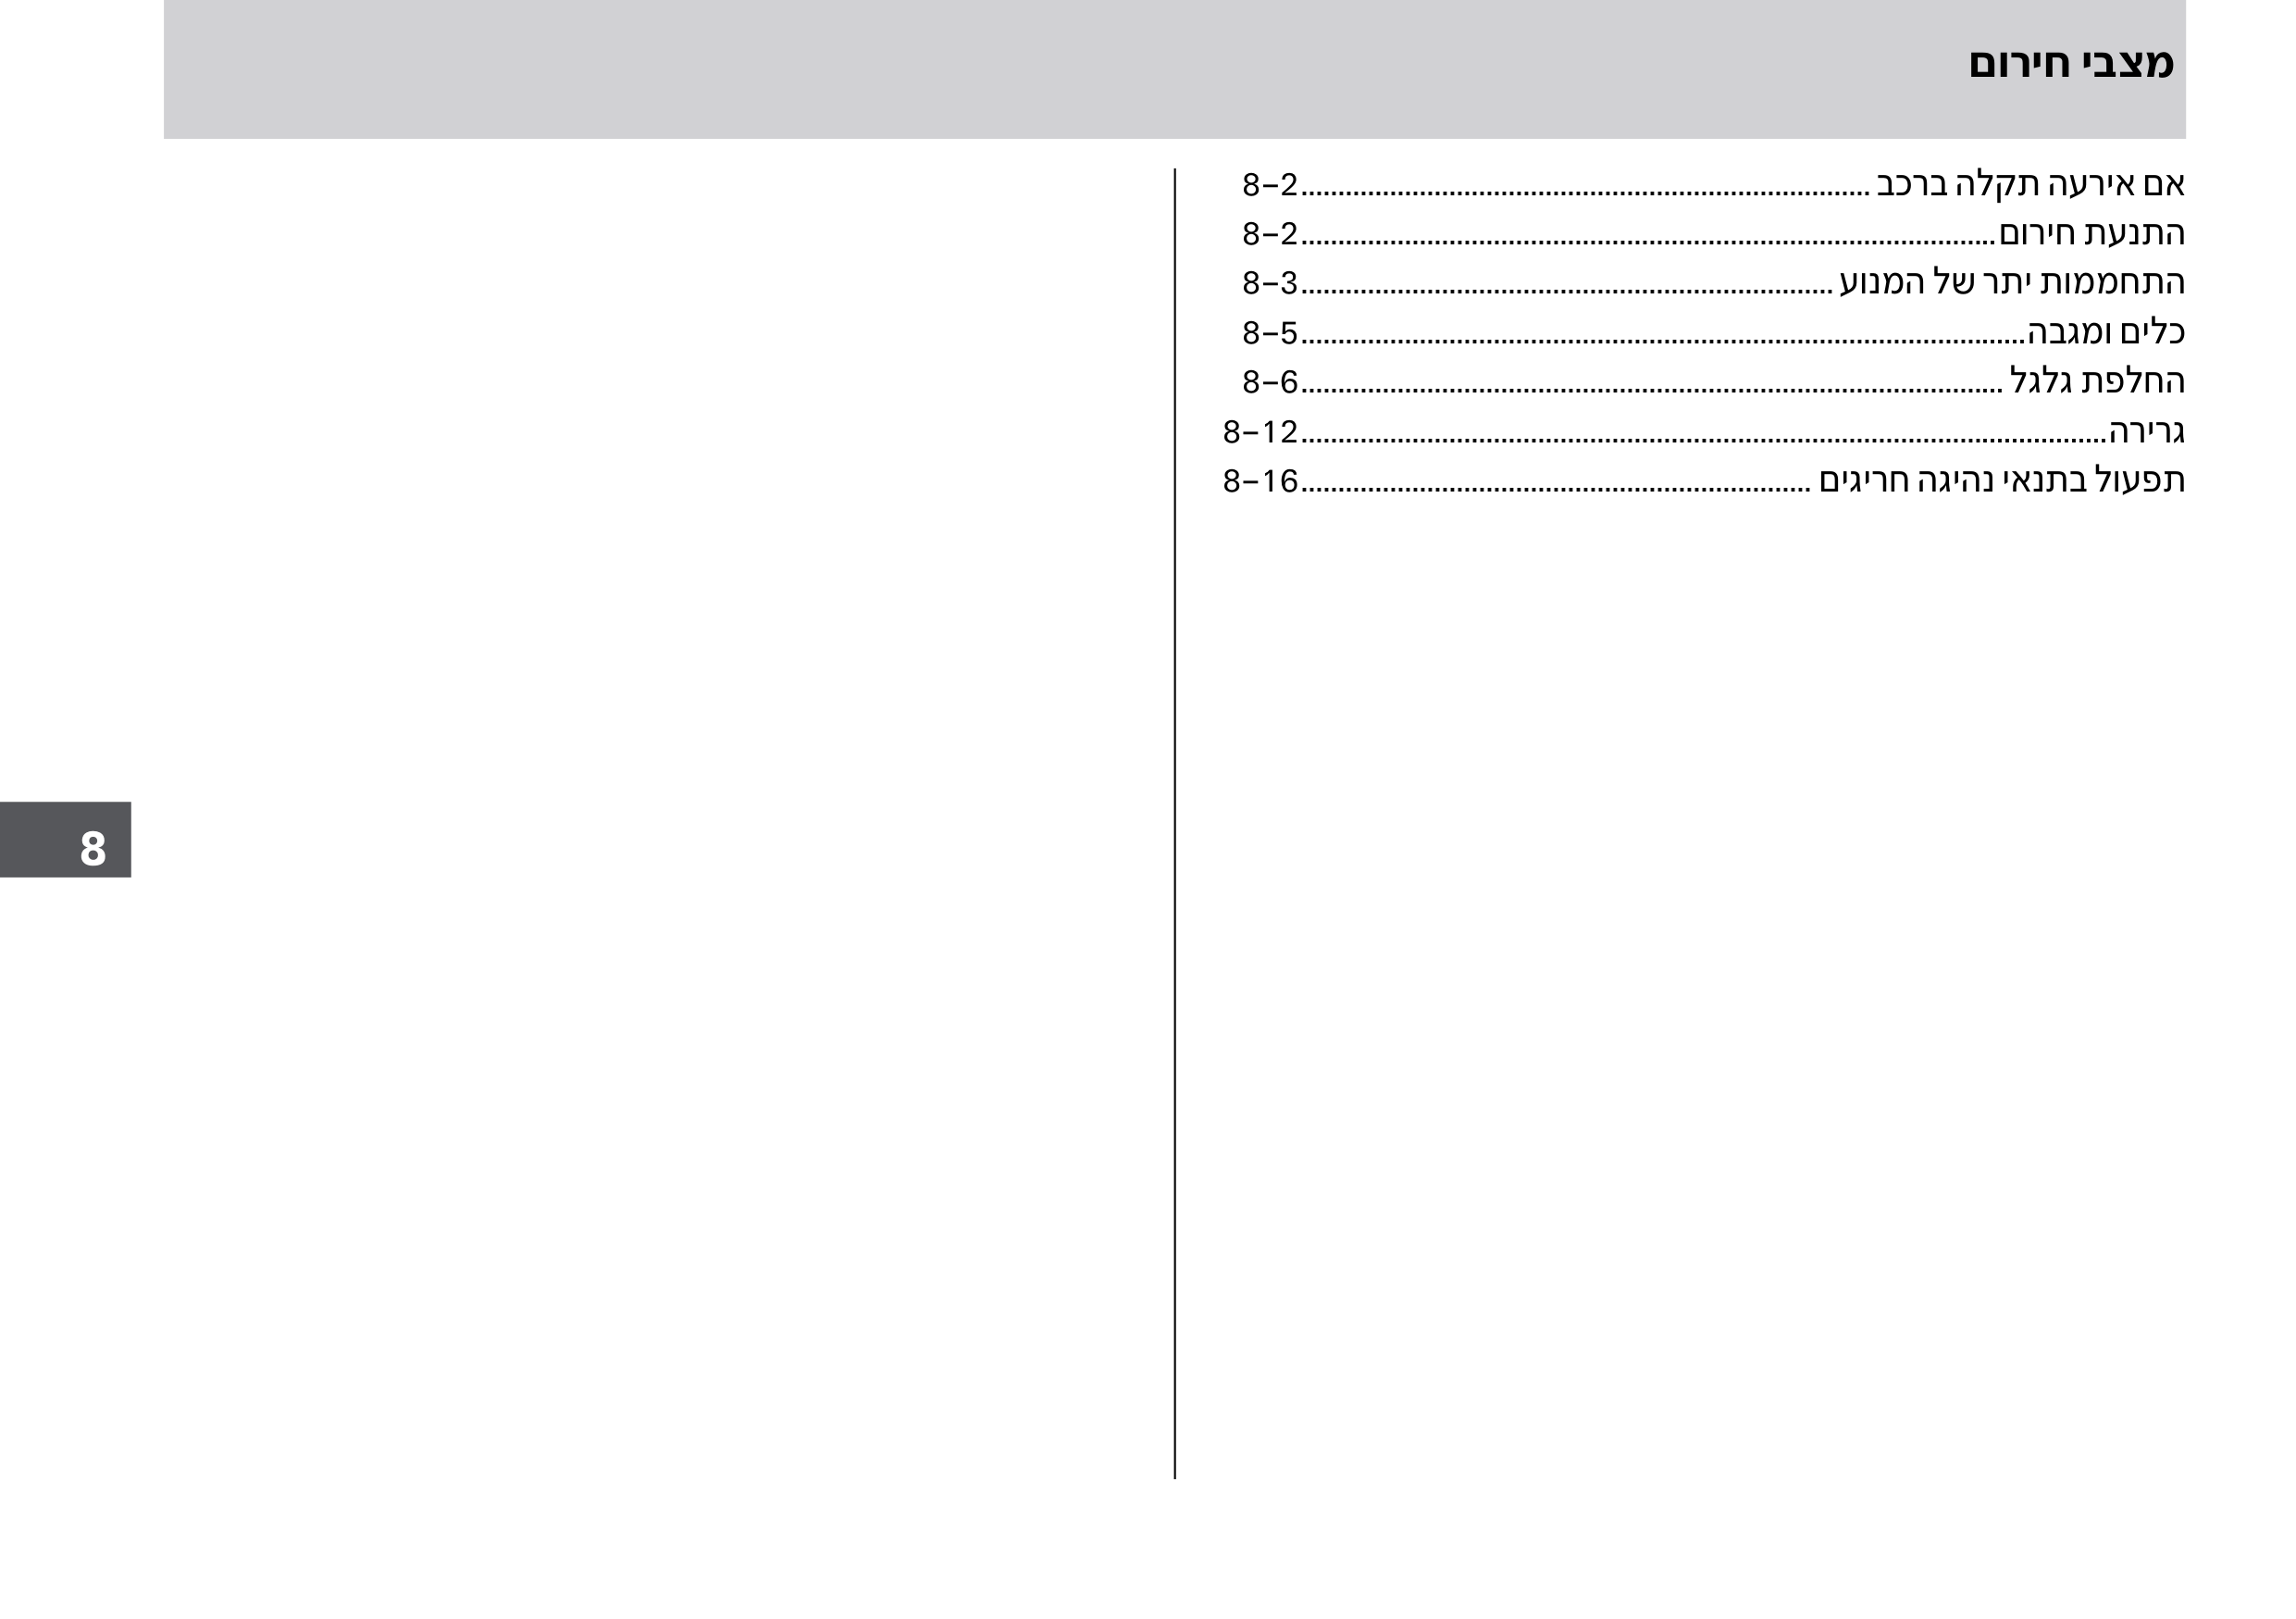 מצבי חירום
אם אירעה תקלה ברכב ........................................................................... 8-2
התנעת חירום ........................................................................................... 8-2
התחממות יתר של המנוע ..................................................................... 8-3
כלים ומגבה .............................................................................................. 8-5
החלפת גלגל ............................................................................................ 8-6
גרירה ......................................................................................................... 8-12
תפעול בתנאי נהיגה חריגים .................................................................. 8-16
8